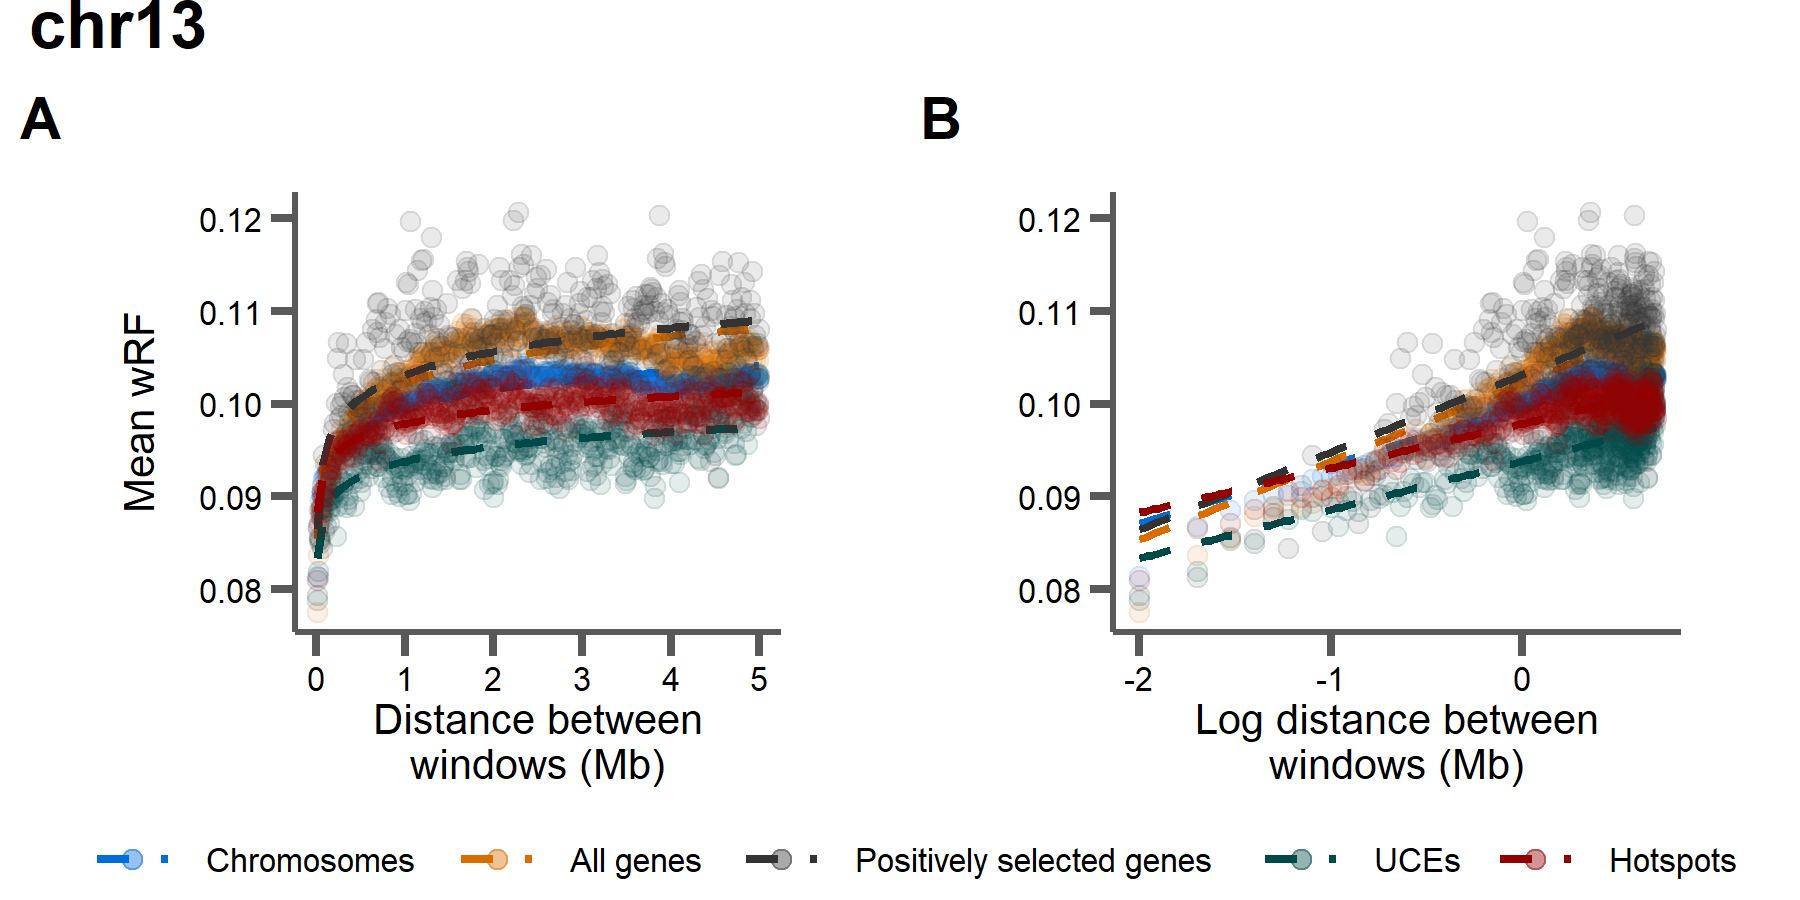 chr13
A
B
Mean wRF
0.12
0.11
0.10
0.09
0.08
0 1 2 3 4 5
Distance between
windows (Mb)
0.12
0.11
0.10
0.09
0.08
-2 -1 0
Log distance between
windows (Mb)
Chromosomes All genes Positively selected genes UCEs Hotspots